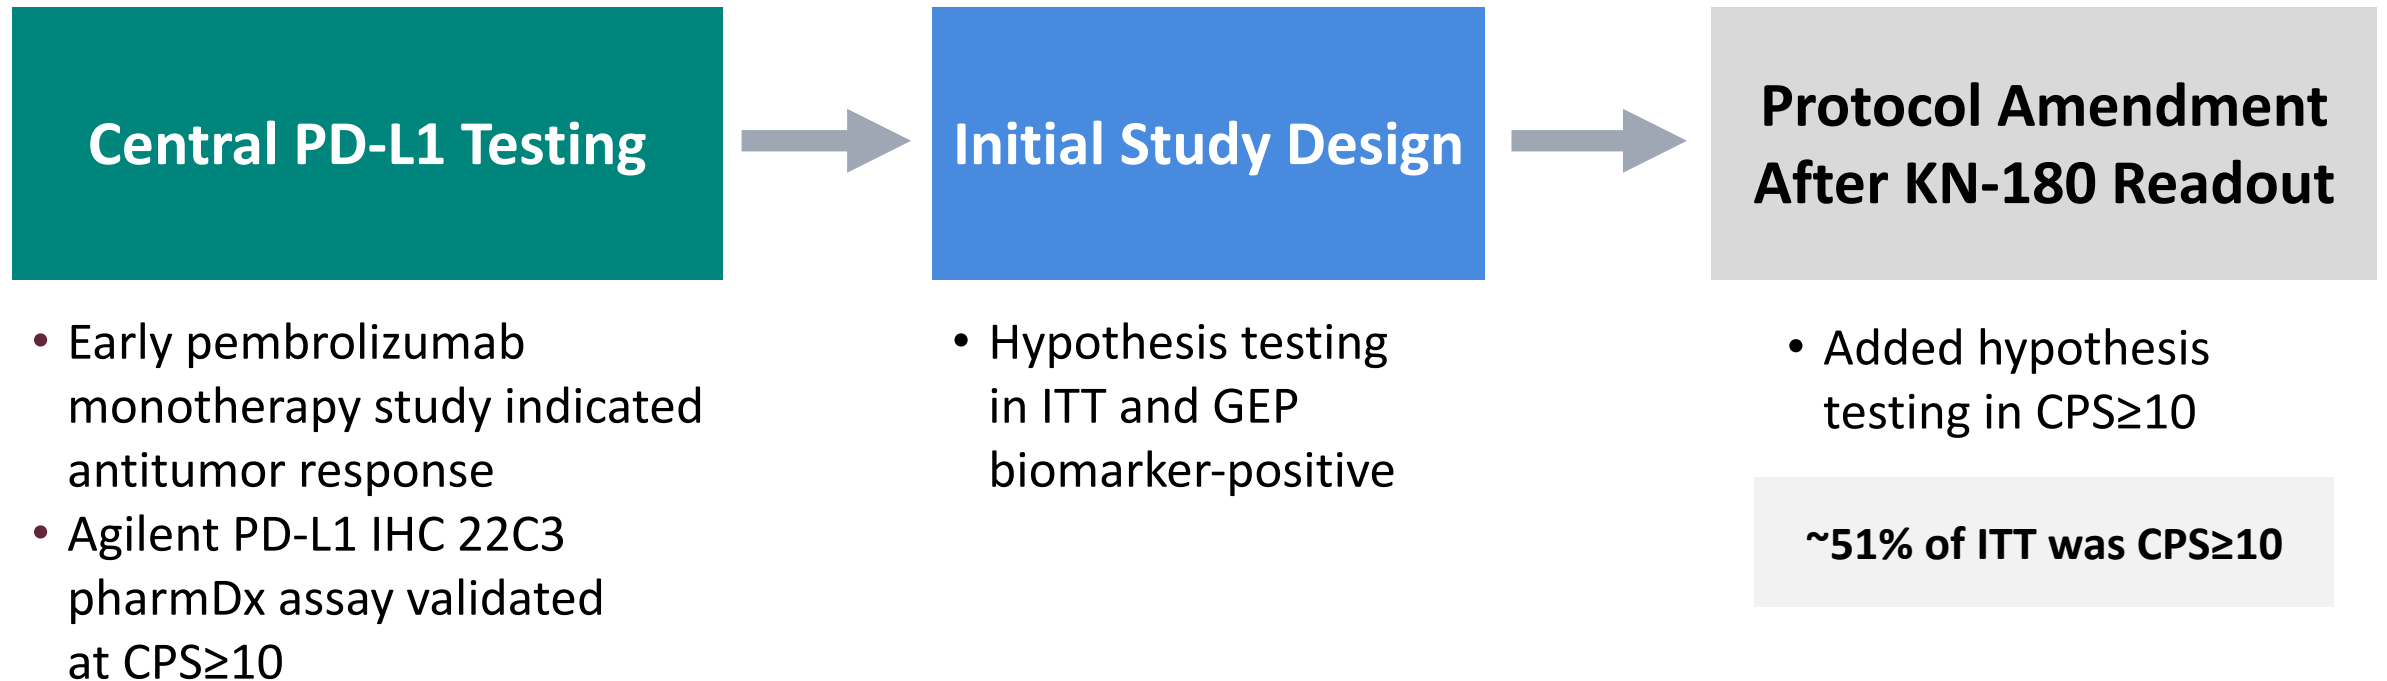 Central PD-L1 Testing
• Early pembrolizumab
monotherapy study indicated
antitumor response
• Agilent PD-L1 IHC 22C3
pharmDx assay validated
at CPS≥10
Initial Study Design
• Hypothesis testing
in ITT and GEP
biomarker-positive
Protocol Amendment
After KN-180 Readout
• Added hypothesis
testing in CPS≥10
~51% of ITT was CPS≥10